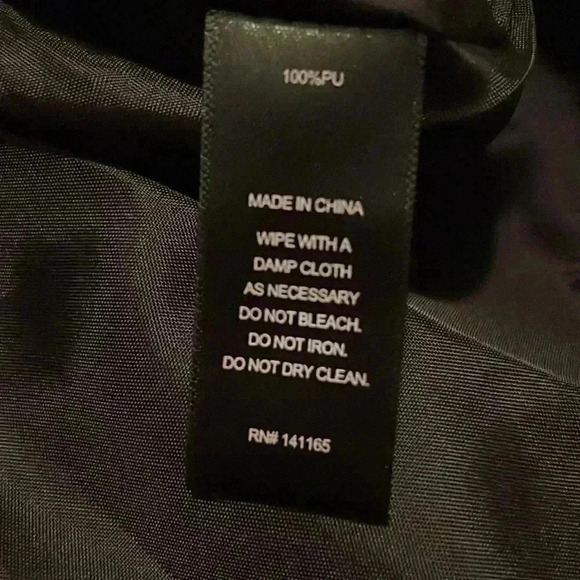 100%PU
MADE IN CHINA
WIPE WITH A
DAMP CLOTH
AS NECESSARY
DO NOT BLEACH.
DO NOT IRON.
DO NOT DRY CLEAN.
RN# 141165